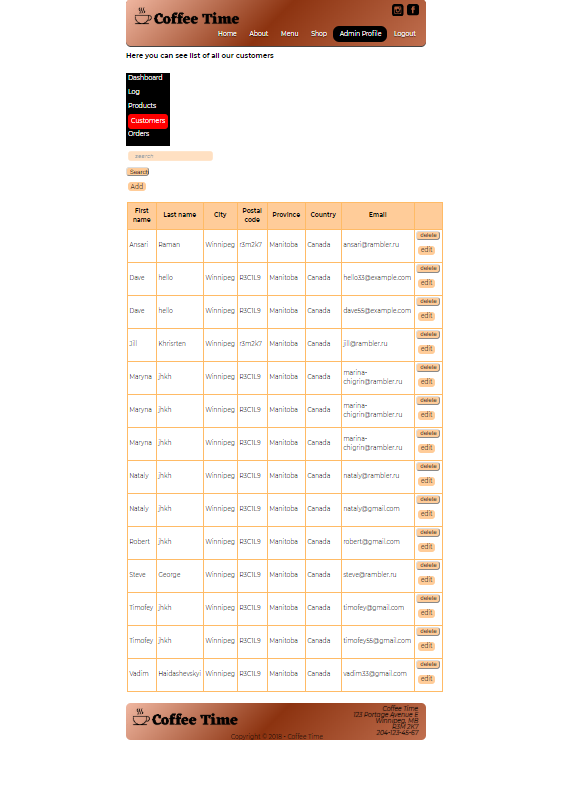 Coffee Time
Home About Menu Shop Admin Profile Logout
Here you can see list of all our customers
Dashboard
Log
Products
Customers
Orders
search
Search
Add
First name Last name City Postal code Province Country Email
Ansari Raman Winnipeg r3m2k7 Manitoba Canada ansari@rambler.ru delete edit
Dave hello Winnipeg R3C1L9 Manitoba Canada hello33@example.com delete edit
Dave hello Winnipeg R3C1L9 Manitoba Canada dave55@example.com delete edit
Jill Khrirsten Winnipeg r3m2k7 Manitoba Canada jill@rambler.ru delete edit
Maryna jhkh Winnipeg R3C1L9 Manitoba Canada marina-chigrin@rambler.ru delete edit
Maryna jhkh Winnipeg R3C1L9 Manitoba Canada marina-chigrin@rambler.ru delete edit
Maryna jhkh Winnipeg R3C1L9 Manitoba Canada marina-chigrin@rambler.ru delete edit
Nataly jhkh Winnipeg R3C1L9 Manitoba Canada nataly@rambler.ru delete edit
Nataly jhkh Winnipeg R3C1L9 Manitoba Canada nataly@gmail.com delete edit
Robert jhkh Winnipeg R3C1L9 Manitoba Canada robert@gmail.com delete edit
Steve George Winnipeg R3C1L9 Manitoba Canada steve@rambler.ru delete edit
Timofey jhkh Winnipeg R3C1L9 Manitoba Canada timofey@gmail.com delete edit
Timofey jhkh Winnipeg R3C1L9 Manitoba Canada timofey55@gmail.com delete edit
Vadim Haidashevskyi Winnipeg R3C1L9 Manitoba Canada vadim33@gmail.com delete edit
Coffee Time
Coffee Time
123 Portage Avenue E
Winnipeg, MB
R3M 2K7
204-123-45-67
Copyright © 2018 - Coffee Time